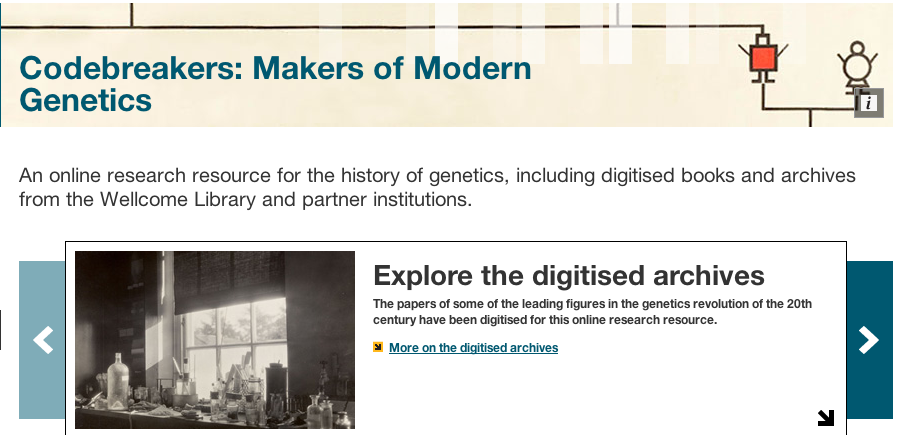 Codebreakers: Makers of Modern
Genetics
i
An online research resource for the history of genetics, including digitised books and archives
from the Wellcome Library and partner institutions.
Explore the digitised archives
The papers of some of the leading figures in the genetics revolution of the 20th
century have been digitised for this online research resource.
More on the digitised archives